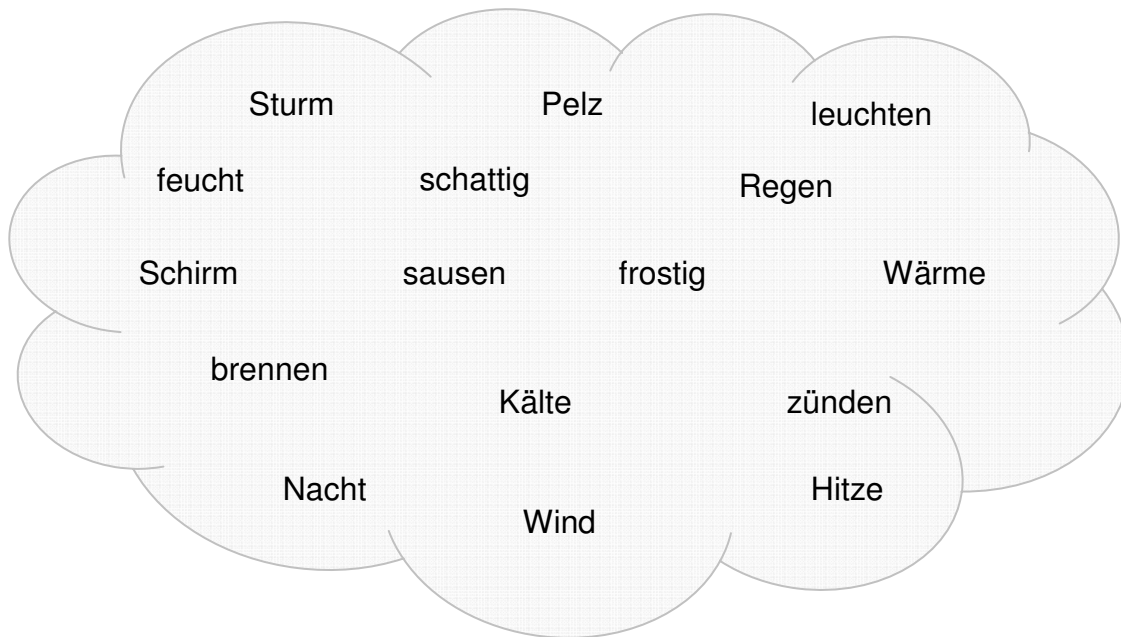 Sturm Pelz leuchten
feucht schattig Regen
Schirm sausen frostig Wärme
brennen
Kälte zünden
Nacht Hitze
Wind